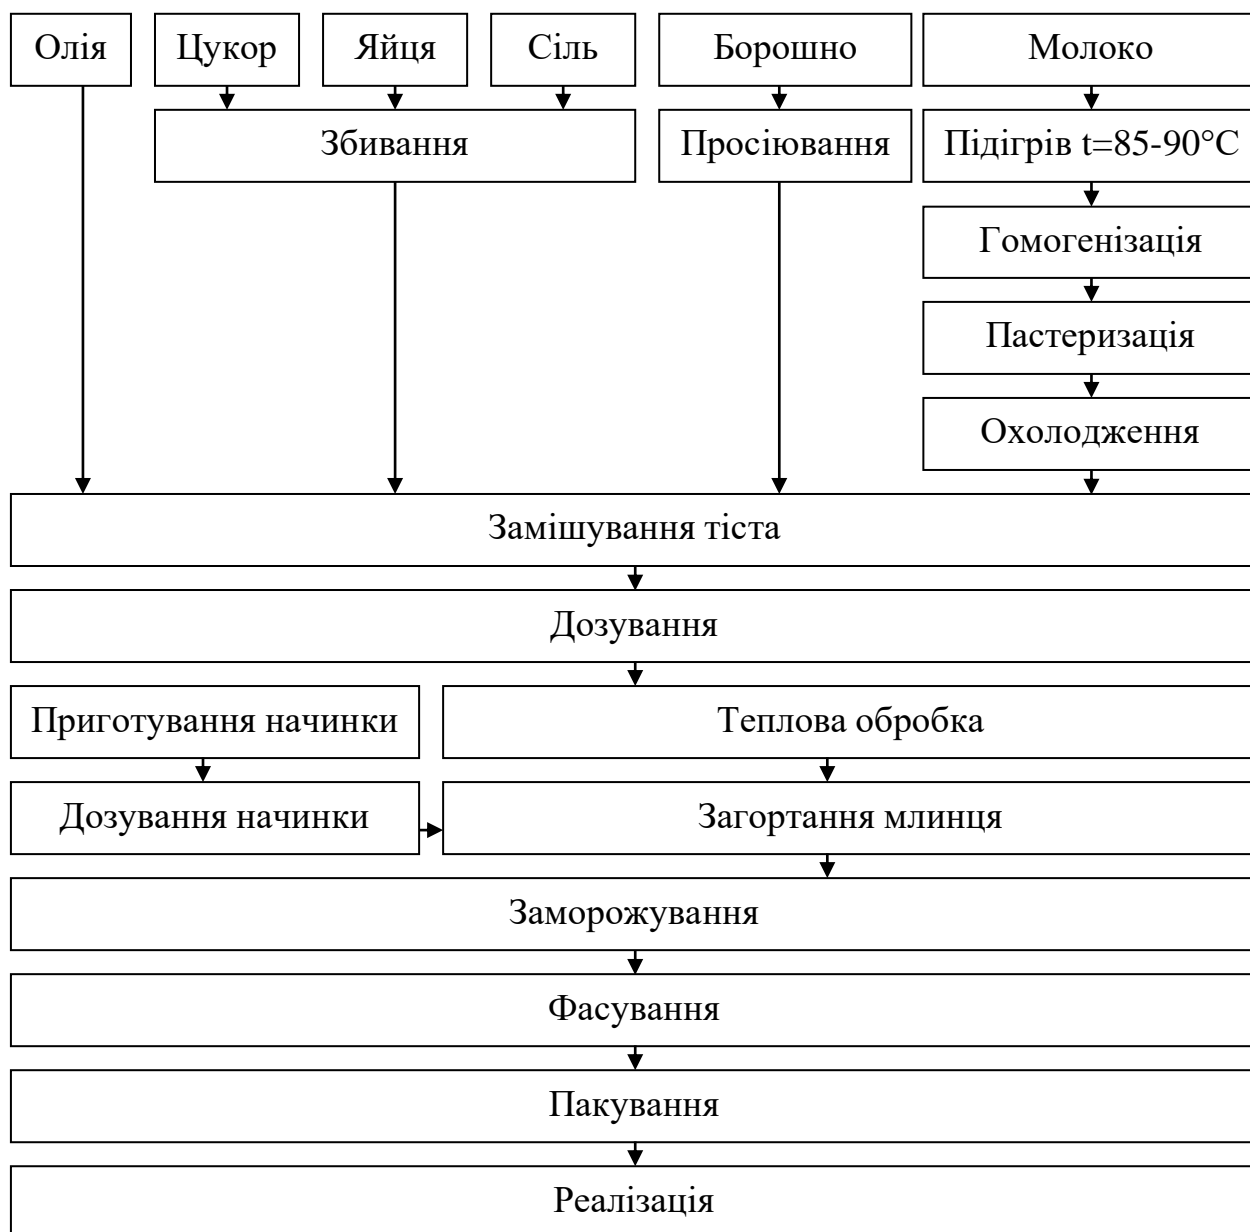 Олія
Цукор
Яйця
Сіль
Борошно
Молоко
Збивання
Просіювання
Підігрів t=85-90°C
Гомогенізація
Пастеризація
Охолодження
Замішування тіста
Дозування
Приготування начинки
Теплова обробка
Дозування начинки
Загортання млинця
Заморожування
Фасування
Пакування
Реалізація